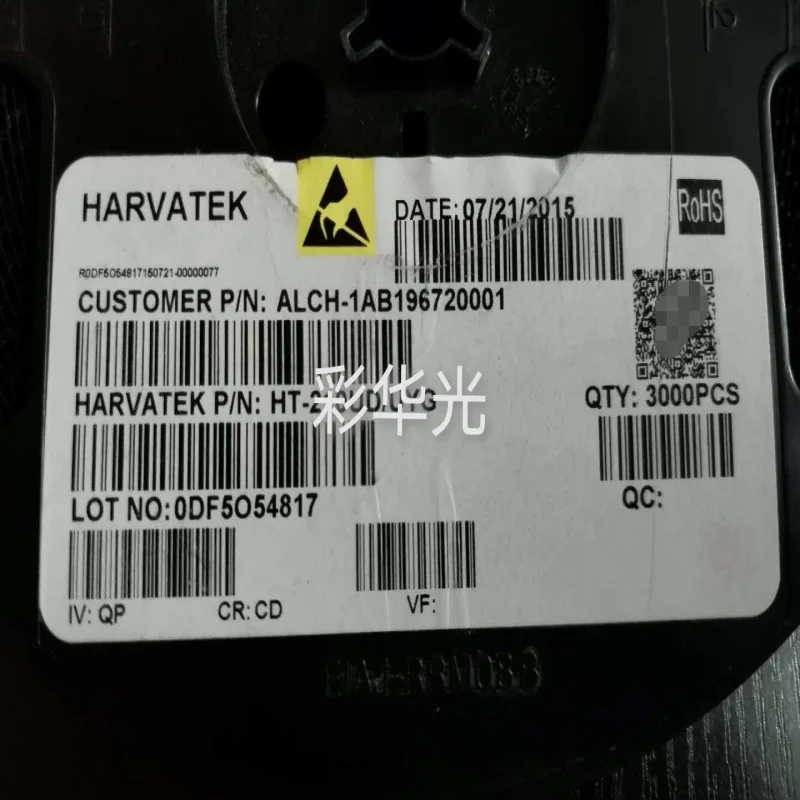 HARVATEK
DATE: 07/21/2015
RoHS
R0DF5O54817150721-00000077
CUSTOMER P/N: ALCH-1AB196720001
HARVATEK P/N:
彩华光
QTY: 3000PCS
LOT NO: 0DF5O54817
QC:
IV: QP
CR: CD
VF: